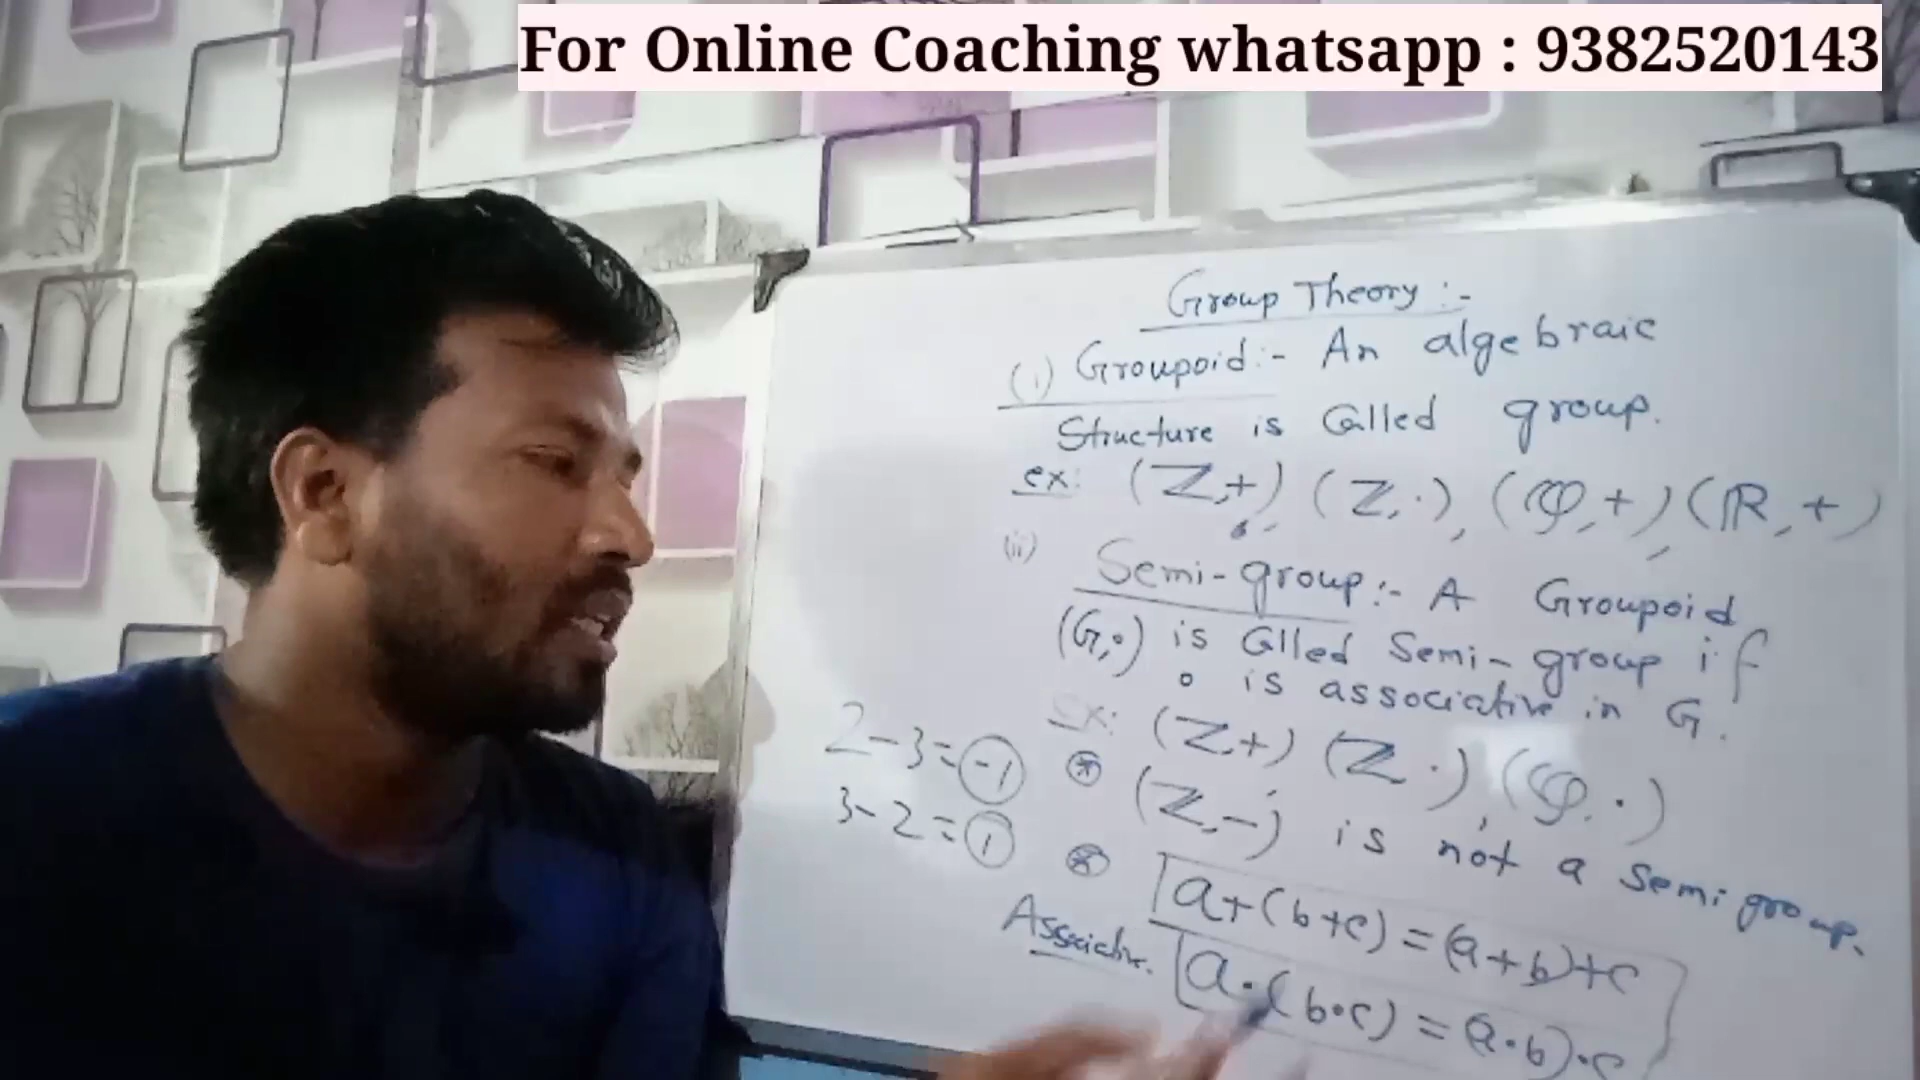 For Online Coaching whatsapp : 9382520143
Group Theory :-
(i) Groupoid :- An algebraic
Structure is Called group.
ex: (ℤ,+) (ℤ,·), (ℚ,+), (ℝ,+)
(ii) Semi-group :- A Groupoid
(G,∘) is Called Semi-group if
∘ is associative in G.
ex: (ℤ,+) (ℤ,·), (ℚ,·)
2-3=-1
3-2=1
(ℤ,-) is not a semi group.
a+(b+c)=(a+b)+c
Associative. a·(b·c)=(a·b)·c